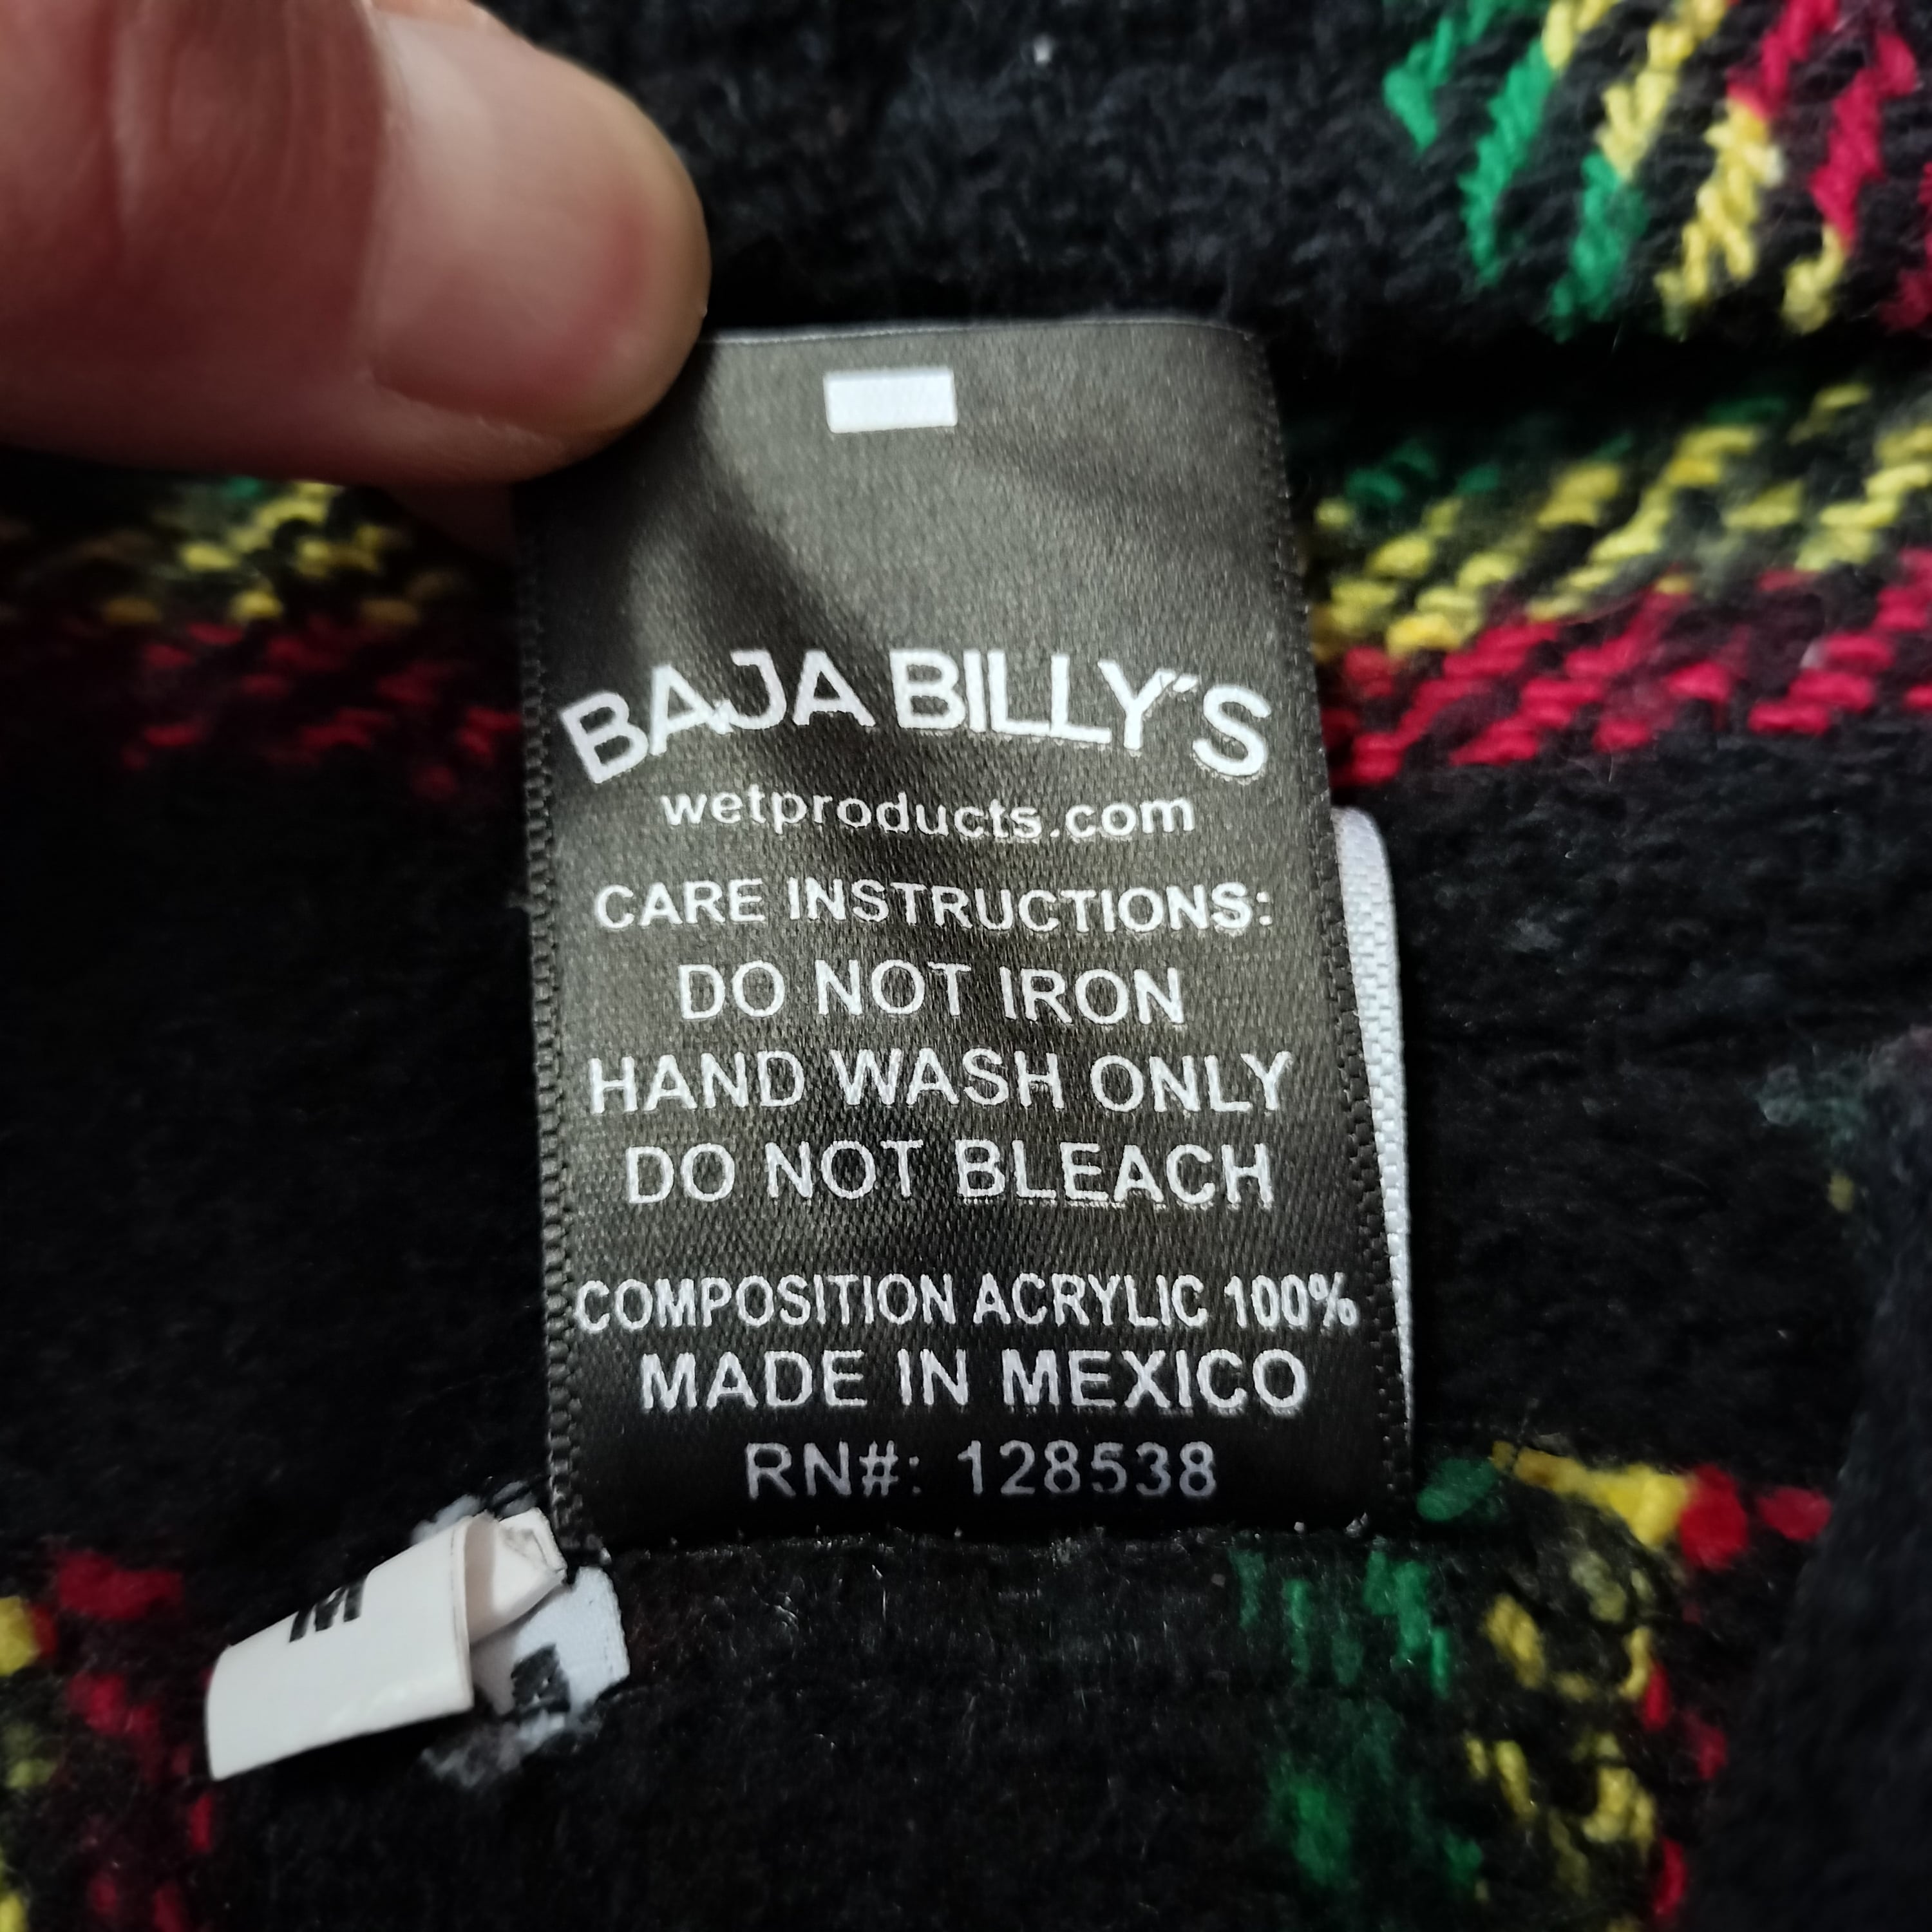 BAJA BILLY´S
wetproducts.com
CARE INSTRUCTIONS:
DO NOT IRON
HAND WASH ONLY
DO NOT BLEACH
COMPOSITION ACRYLIC 100%
MADE IN MEXICO
RN#: 128538
M